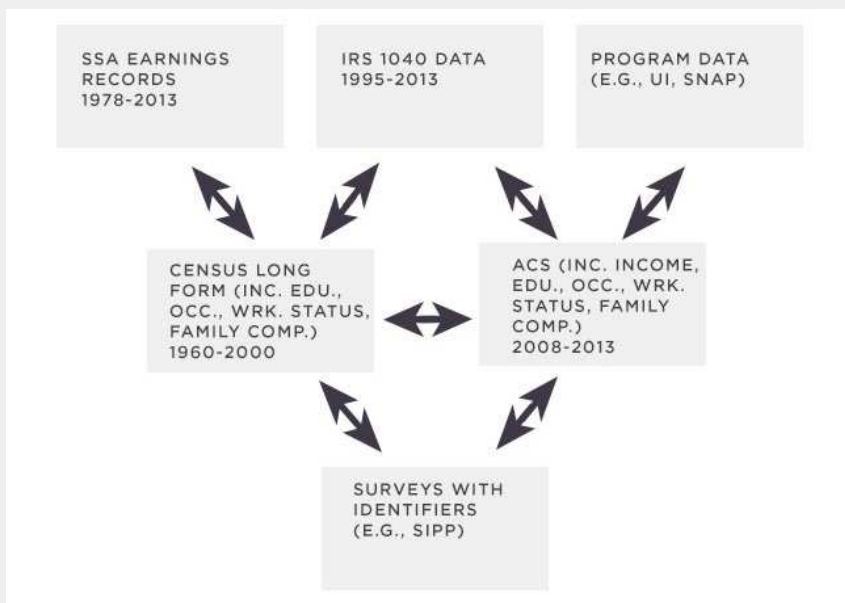 SSA EARNINGS
RECORDS
1978-2013
IRS 1040 DATA
1995-2013
PROGRAM DATA
(E.G., UI, SNAP)
CENSUS LONG
FORM (INC. EDU.,
OCC., WRK. STATUS,
FAMILY COMP.)
1960-2000
ACS (INC. INCOME,
EDU., OCC., WRK.
STATUS, FAMILY
COMP.)
2008-2013
SURVEYS WITH
IDENTIFIERS
(E.G., SIPP)